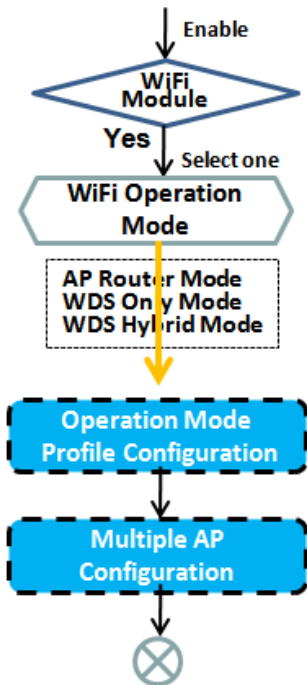 Enable
WiFi
Module
Yes
Select one
WiFi Operation
Mode
AP Router Mode
WDS Only Mode
WDS Hybrid Mode
Operation Mode
Profile Configuration
Multiple AP
Configuration